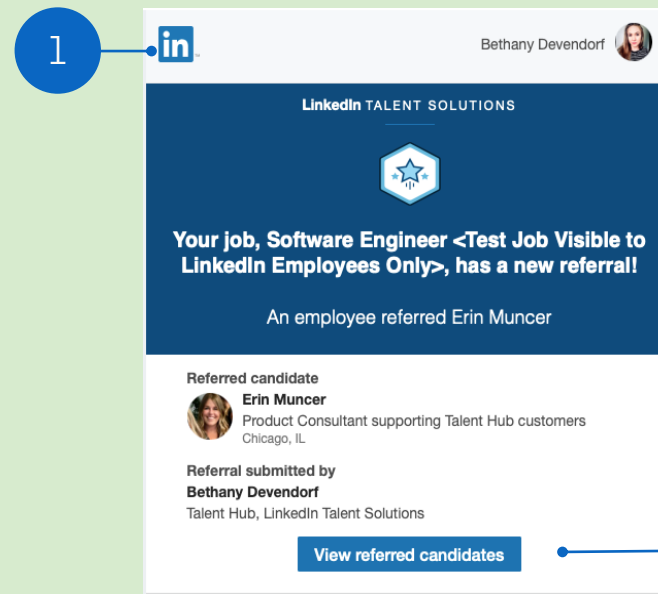 1
in
Bethany Devendorf
LinkedIn TALENT SOLUTIONS
Your job, Software Engineer <Test Job Visible to
LinkedIn Employees Only>, has a new referral!
An employee referred Erin Muncer
Referred candidate
Erin Muncer
Product Consultant supporting Talent Hub customers
Chicago, IL
Referral submitted by
Bethany Devendorf
Talent Hub, LinkedIn Talent Solutions
View referred candidates